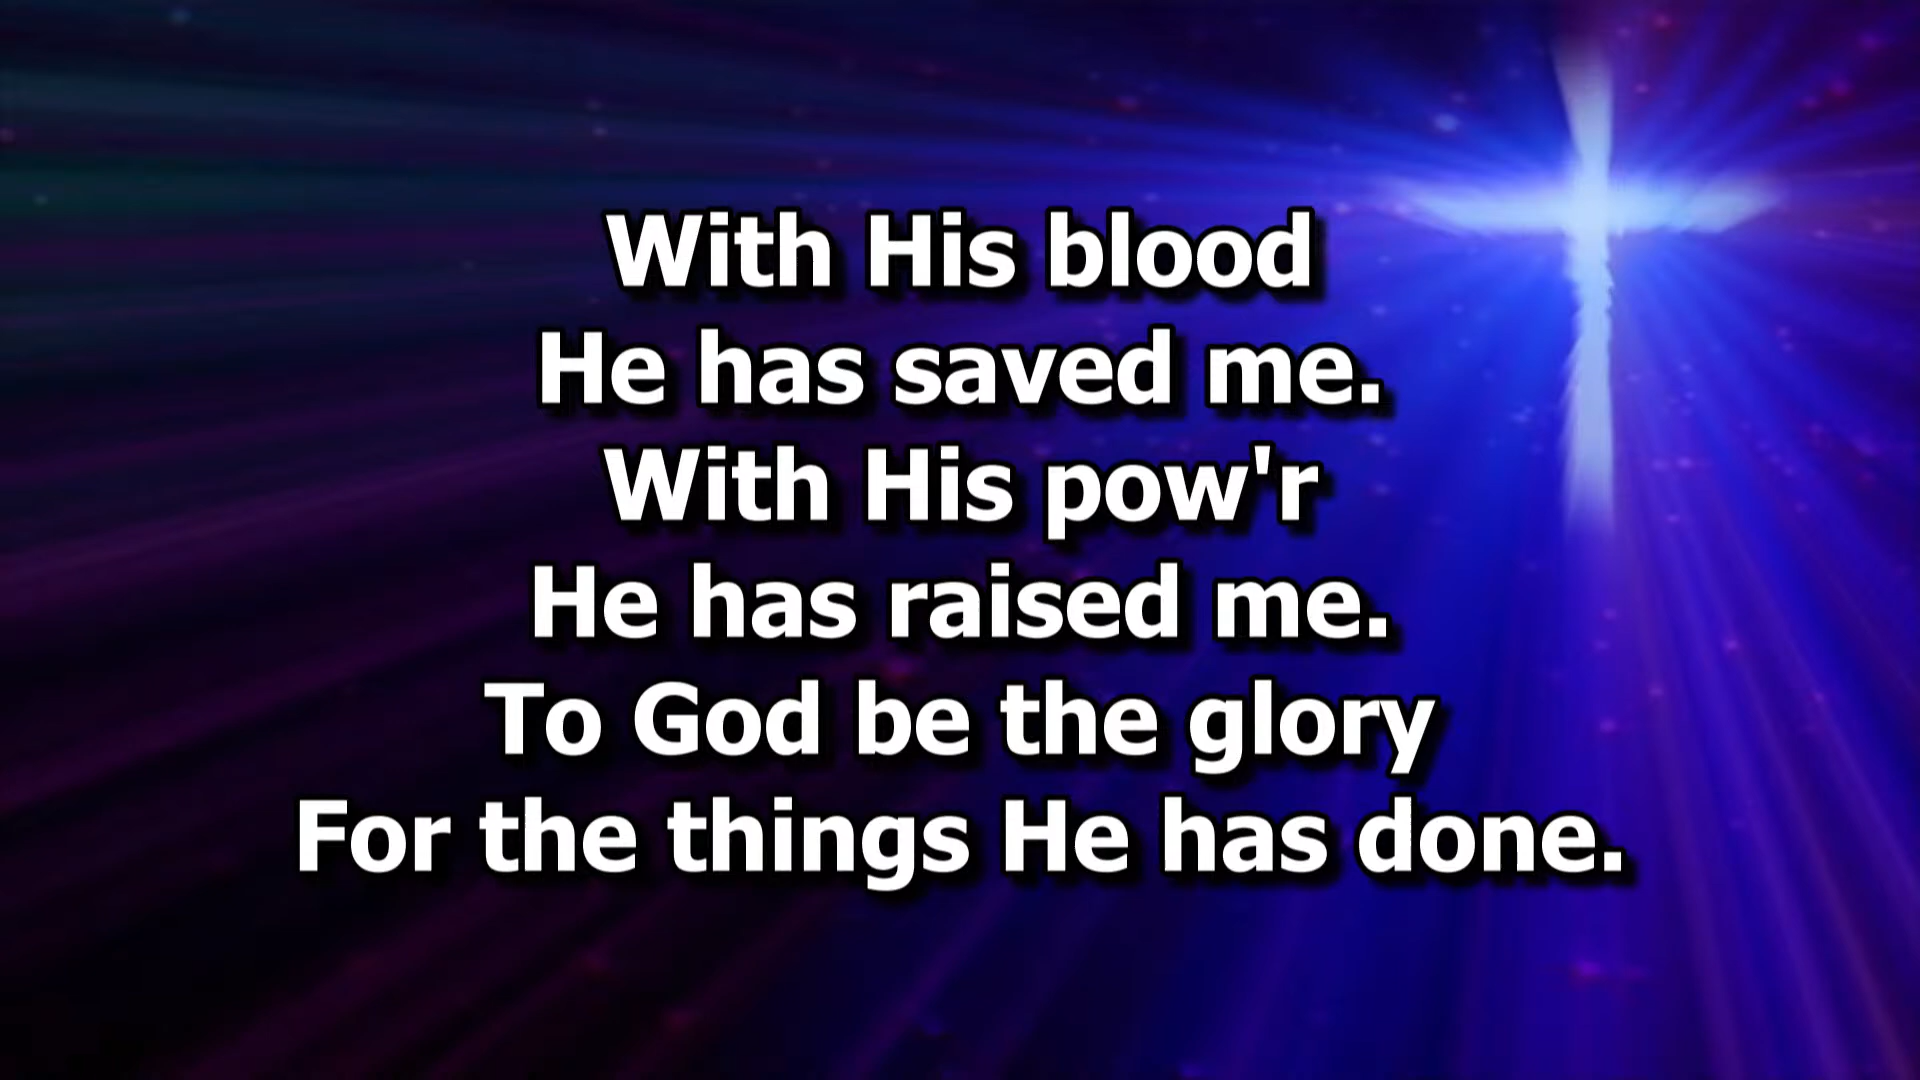 With His blood
He has saved me.
With His pow'r
He has raised me.
To God be the glory
For the things He has done.